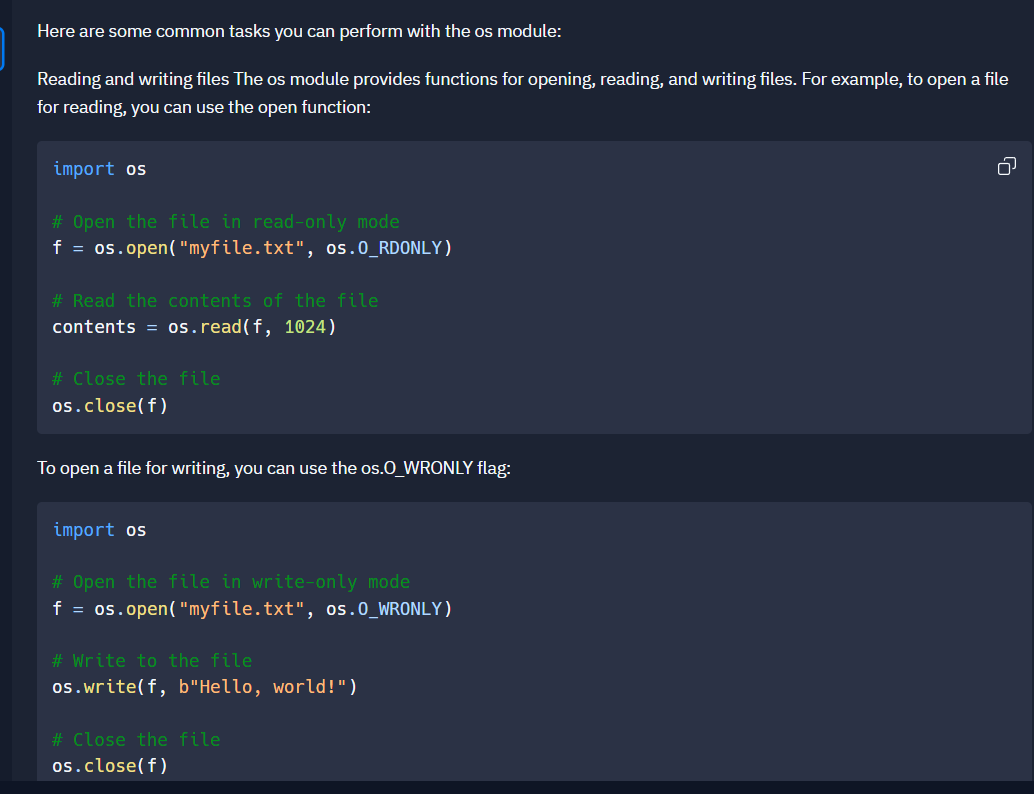 Here are some common tasks you can perform with the os module:
Reading and writing files The os module provides functions for opening, reading, and writing files. For example, to open a file
for reading, you can use the open function:
import os
# Open the file in read-only mode
f = os.open("myfile.txt", os.O_RDONLY)
# Read the contents of the file
contents = os.read(f, 1024)
# Close the file
os.close(f)
To open a file for writing, you can use the os.O_WRONLY flag:
import os
# Open the file in write-only mode
f = os.open("myfile.txt", os.O_WRONLY)
# Write to the file
os.write(f, b"Hello, world!")
# Close the file
os.close(f)